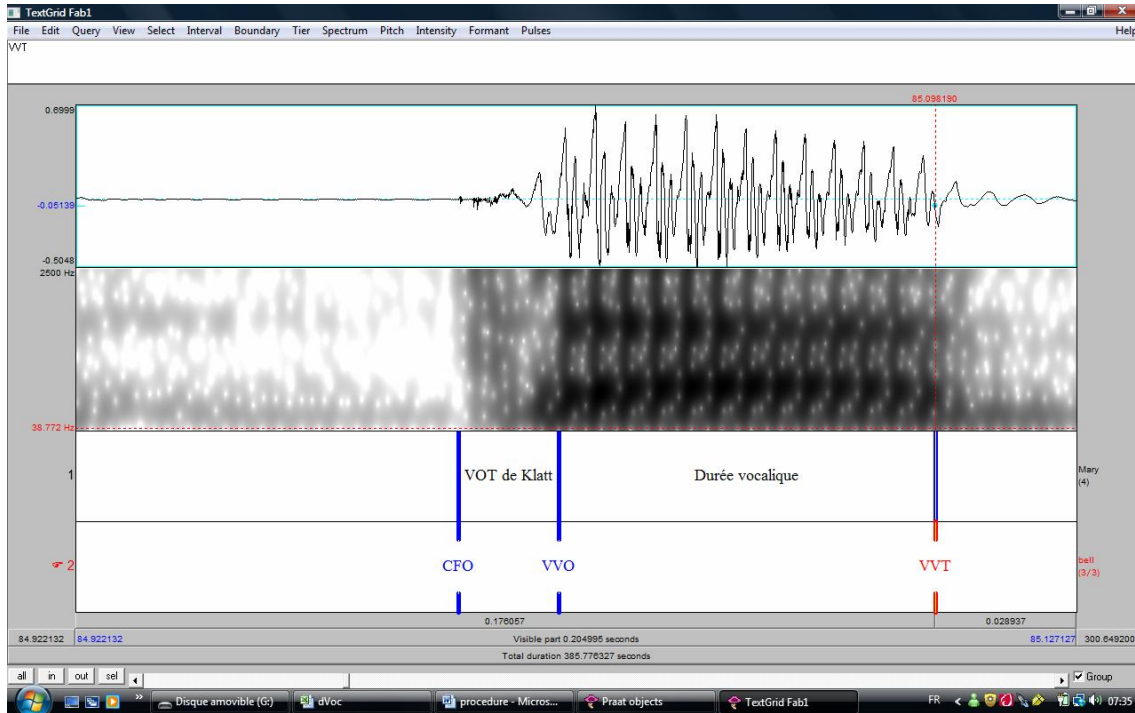 TextGrid Fab1
File Edit Query View Select Interval Boundary Tier Spectrum Pitch Intensity Formant Pulses Help
VVT
85.098190
0.6999
-0.05139
-0.5048
2500 Hz
38.772 Hz
1 VOT de Klatt Durée vocalique Mary
(4)
2 CFO VVO VVT bell
(3/3)
0.176057 0.028937
84.922132 84.922132 Visible part 0.204995 seconds 85.127127 300.649200
Total duration 385.776327 seconds
all in out sel Group
Disque amovible (G:) dVoc procedure - Micros... Praat objects TextGrid Fab1 FR 07:35